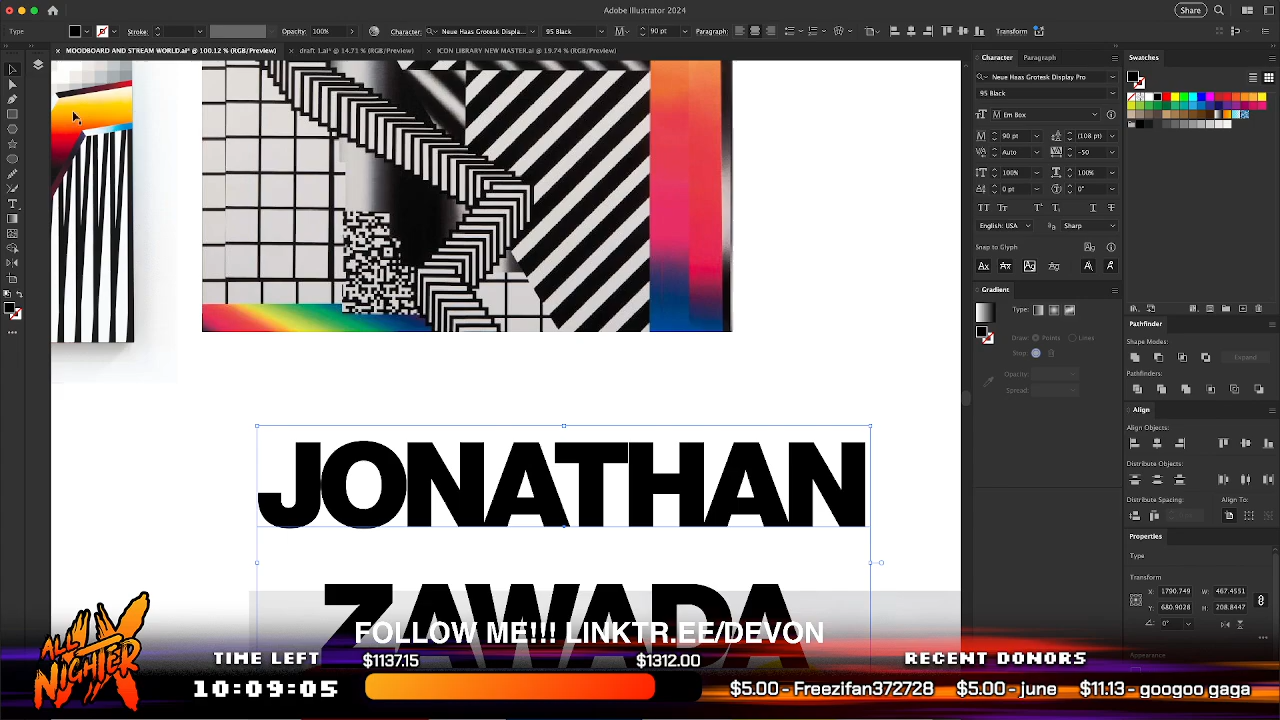 Adobe Illustrator 2024
Share
Type
Stroke:
Opacity: 100%
Character: Neue Haas Grotesk Displa...
95 Black
90 pt
Paragraph:
Transform
× MOODBOARD AND STREAM WORLD.ai* @ 100.12 % (RGB/Preview)
× draft 1.ai* @ 14.71 % (RGB/Preview)
× ICON LIBRARY NEW MASTER.ai @ 19.74 % (RGB/Preview)
Character
Paragraph
Neue Haas Grotesk Display Pro
95 Black
Em Box
90 pt
(108 pt)
Auto
-50
100%
100%
0 pt
0°
English: USA
Sharp
Snap to Glyph
Gradient
Type:
Draw: Points Lines
Stop:
Opacity:
Spread:
Swatches
Pathfinder
Shape Modes:
Expand
Pathfinders:
Align
Align Objects:
Distribute Objects:
Distribute Spacing:
Align To:
Properties
Type
Transform
X: 1790.749
W: 467.4551
Y: 680.9028
H: 208.8447
0°
Appearance
JONATHAN
ZAWADA
FOLLOW ME!!! LINKTR.EE/DEVON
ALL NIGHTER
TIME LEFT
10:09:05
$1137.15
$1312.00
RECENT DONORS
$5.00 - Freezifan372728
$5.00 - june
$11.13 - googoo gaga